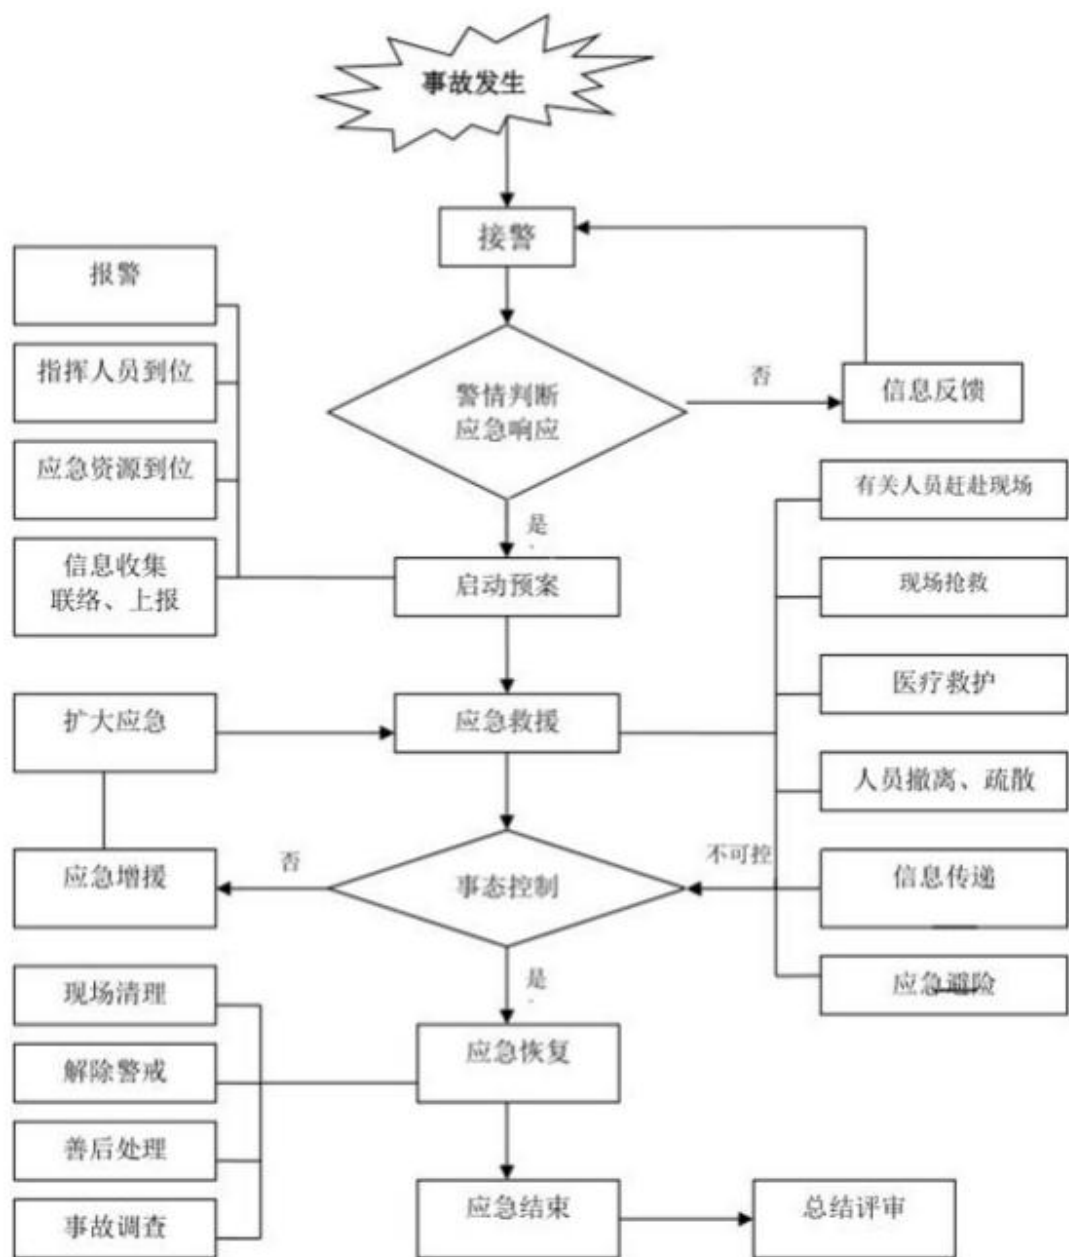 事故发生
接警
报警
指挥人员到位
警情判断
应急响应
否
信息反馈
应急资源到位
有关人员赶赴现场
是
信息收集
联络、上报
启动预案
现场抢救
医疗救护
扩大应急
应急救援
人员撤离、疏散
不可控
否
应急增援
事态控制
信息传递
是
现场清理
应急避险
应急恢复
解除警戒
善后处理
应急结束
总结评审
事故调查